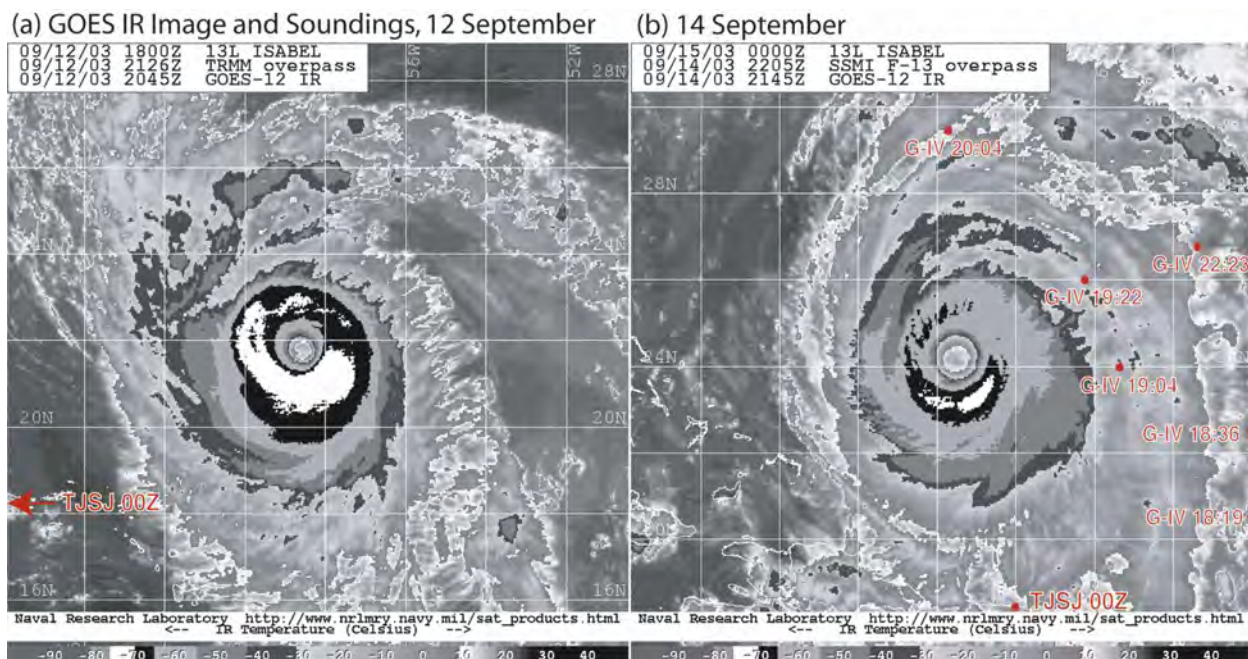 (a) GOES IR Image and Soundings, 12 September
09/12/03 1800Z 13L ISABEL
09/12/03 2126Z TRMM overpass
09/12/03 2045Z GOES-12 IR
56W
52W
28N
24N
24N
20N
20N
TJSJ 00Z
16N
16N
Naval Research Laboratory http://www.nrlmry.navy.mil/sat_products.html
<-- IR Temperature (Celsius) -->
-90 -80 -70 -60 -50 -40 -30 -20 -10 0 10 20 30 40
(b) 14 September
09/15/03 0000Z 13L ISABEL
09/14/03 2205Z SSMI F-13 overpass
09/14/03 2145Z GOES-12 IR
G-IV 20:04
28N
G-IV 22:23
G-IV 19:22
24N
G-IV 19:04
G-IV 18:36
G-IV 18:19
TJSJ 00Z
Naval Research Laboratory http://www.nrlmry.navy.mil/sat_products.html
<-- IR Temperature (Celsius) -->
-90 -80 -70 -60 -50 -40 -30 -20 -10 0 10 20 30 40